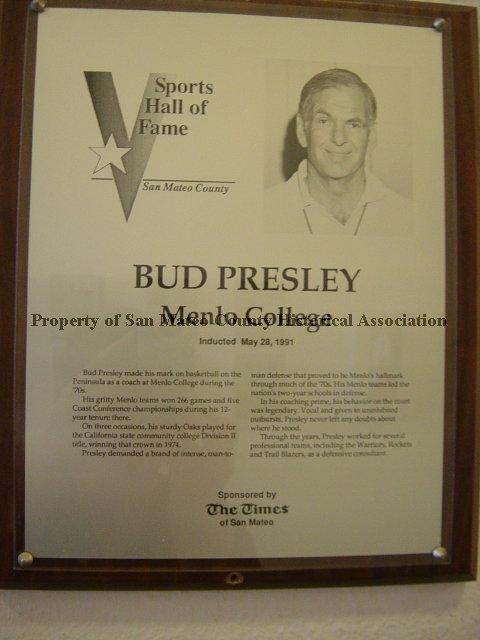 Sports
Hall of
Fame
San Mateo County
BUD PRESLEY
Menlo College
Property of San Mateo County Historical Association
Inducted May 28, 1991
Bud Presley made his mark on basketball on the
Peninsula as a coach at Menlo College during the
'70s.
His gritty Menlo teams won 266 games and five
Coast Conference championships during his 12-
year tenure there.
On three occasions, his sturdy Oaks played for
the California state community college Division II
title, winning that crown in 1974.
Presley demanded a brand of intense, man-to-
man defense that proved to be Menlo's hallmark
through much of the '70s. His Menlo teams led the
nation's two-year schools in defense.
In his coaching prime, his behavior on the court
was legendary. Vocal and given to uninhibited
outbursts, Presley never left any doubts about
where he stood.
Through the years, Presley worked for several
professional teams, including the Warriors, Rockets
and Trail Blazers, as a defensive consultant.
Sponsored by
The Times
of San Mateo